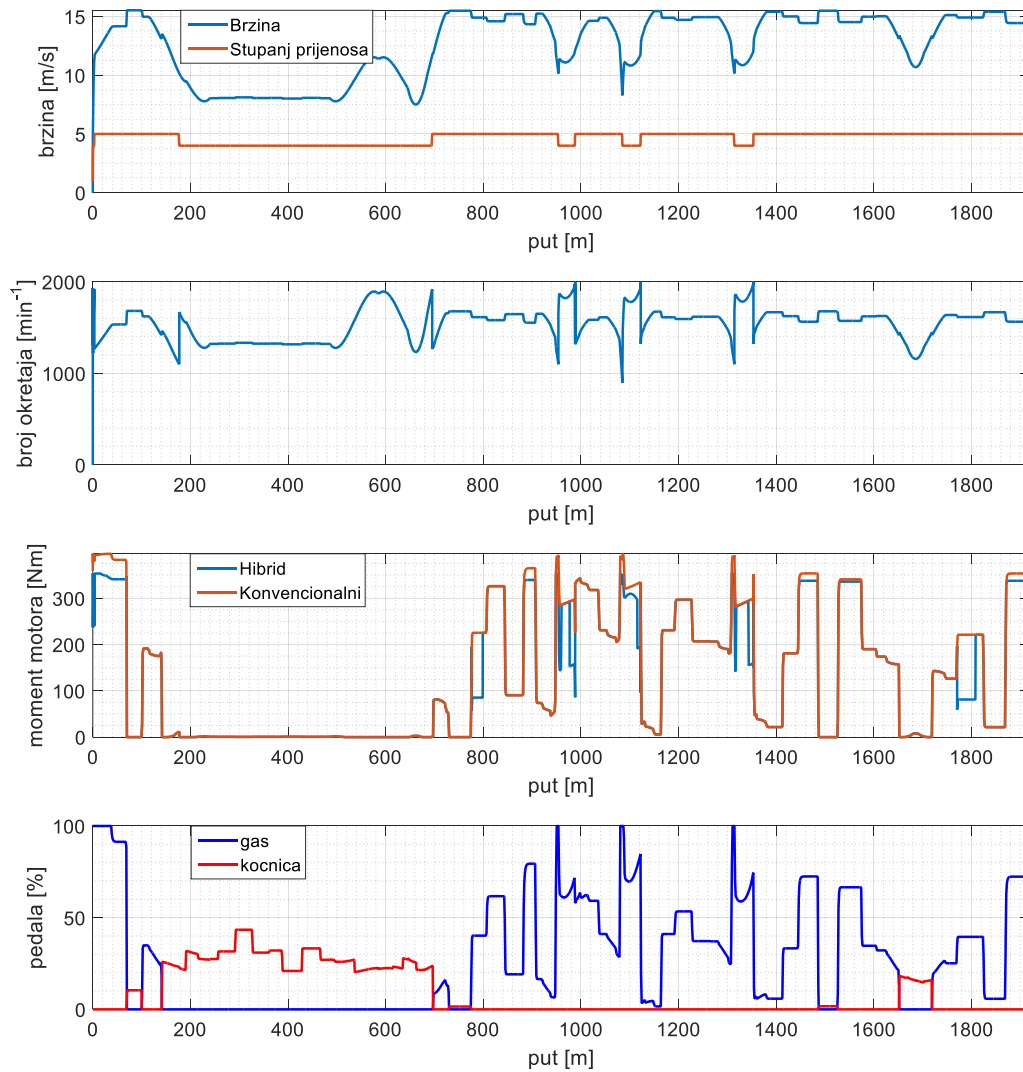 15
10
5
0
brzina [m/s]
Brzina
Stupanj prijenosa
0 200 400 600 800 1000 1200 1400 1600 1800
put [m]
2000
1000
0
broj okretaja [min-1]
0 200 400 600 800 1000 1200 1400 1600 1800
put [m]
300
200
100
0
moment motora [Nm]
Hibrid
Konvencionalni
0 200 400 600 800 1000 1200 1400 1600 1800
put [m]
100
50
0
pedala [%]
gas
kocnica
0 200 400 600 800 1000 1200 1400 1600 1800
put [m]